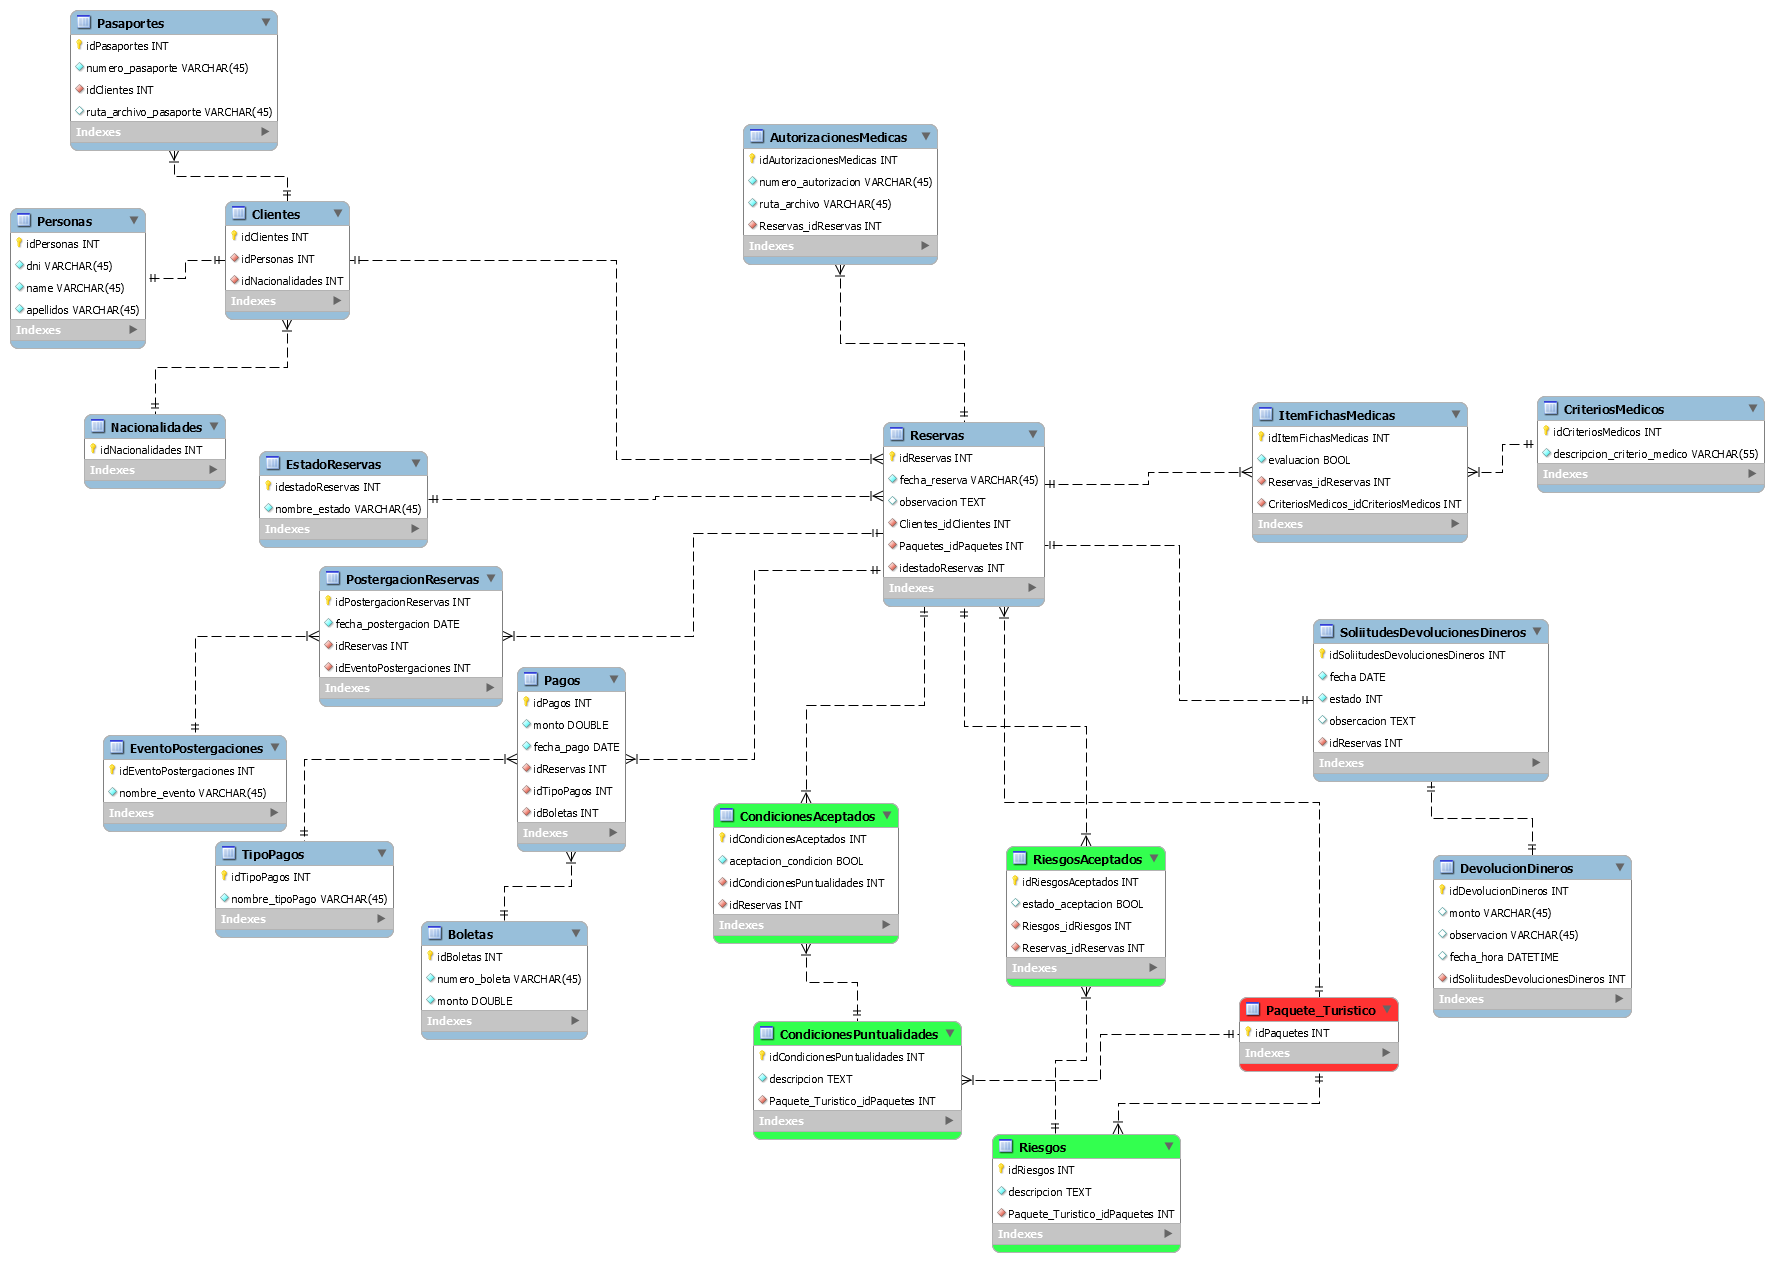 Pasaportes
idPasaportes INT
numero_pasaporte VARCHAR(45)
idClientes INT
ruta_archivo_pasaporte VARCHAR(45)
Indexes
Personas
idPersonas INT
dni VARCHAR(45)
name VARCHAR(45)
apellidos VARCHAR(45)
Indexes
Clientes
idClientes INT
idPersonas INT
idNacionalidades INT
Indexes
Nacionalidades
idNacionalidades INT
Indexes
AutorizacionesMedicas
idAutorizacionesMedicas INT
numero_autorizacion VARCHAR(45)
ruta_archivo VARCHAR(45)
Reservas_idReservas INT
Indexes
EstadoReservas
idestadoReservas INT
nombre_estado VARCHAR(45)
Indexes
Reservas
idReservas INT
fecha_reserva VARCHAR(45)
observacion TEXT
Clientes_idClientes INT
Paquetes_idPaquetes INT
idestadoReservas INT
Indexes
ItemFichasMedicas
idItemFichasMedicas INT
evaluacion BOOL
Reservas_idReservas INT
CriteriosMedicos_idCriteriosMedicos INT
Indexes
CriteriosMedicos
idCriteriosMedicos INT
descripcion_criterio_medico VARCHAR(55)
Indexes
PostergacionReservas
idPostergacionReservas INT
fecha_postergacion DATE
idReservas INT
idEventoPostergaciones INT
Indexes
EventoPostergaciones
idEventoPostergaciones INT
nombre_evento VARCHAR(45)
Indexes
Pagos
idPagos INT
monto DOUBLE
fecha_pago DATE
idReservas INT
idTipoPagos INT
idBoletas INT
Indexes
TipoPagos
idTipoPagos INT
nombre_tipoPago VARCHAR(45)
Indexes
Boletas
idBoletas INT
numero_boleta VARCHAR(45)
monto DOUBLE
Indexes
SoliitudesDevolucionesDineros
idSoliitudesDevolucionesDineros INT
fecha DATE
estado INT
obsercacion TEXT
idReservas INT
Indexes
CondicionesAceptados
idCondicionesAceptados INT
aceptacion_condicion BOOL
idCondicionesPuntualidades INT
idReservas INT
Indexes
RiesgosAceptados
idRiesgosAceptados INT
estado_aceptacion BOOL
Riesgos_idRiesgos INT
Reservas_idReservas INT
Indexes
DevolucionDineros
idDevolucionDineros INT
monto VARCHAR(45)
observacion VARCHAR(45)
fecha_hora DATETIME
idSoliitudesDevolucionesDineros INT
Indexes
CondicionesPuntualidades
idCondicionesPuntualidades INT
descripcion TEXT
Paquete_Turistico_idPaquetes INT
Indexes
Paquete_Turistico
idPaquetes INT
Indexes
Riesgos
idRiesgos INT
descripcion TEXT
Paquete_Turistico_idPaquetes INT
Indexes